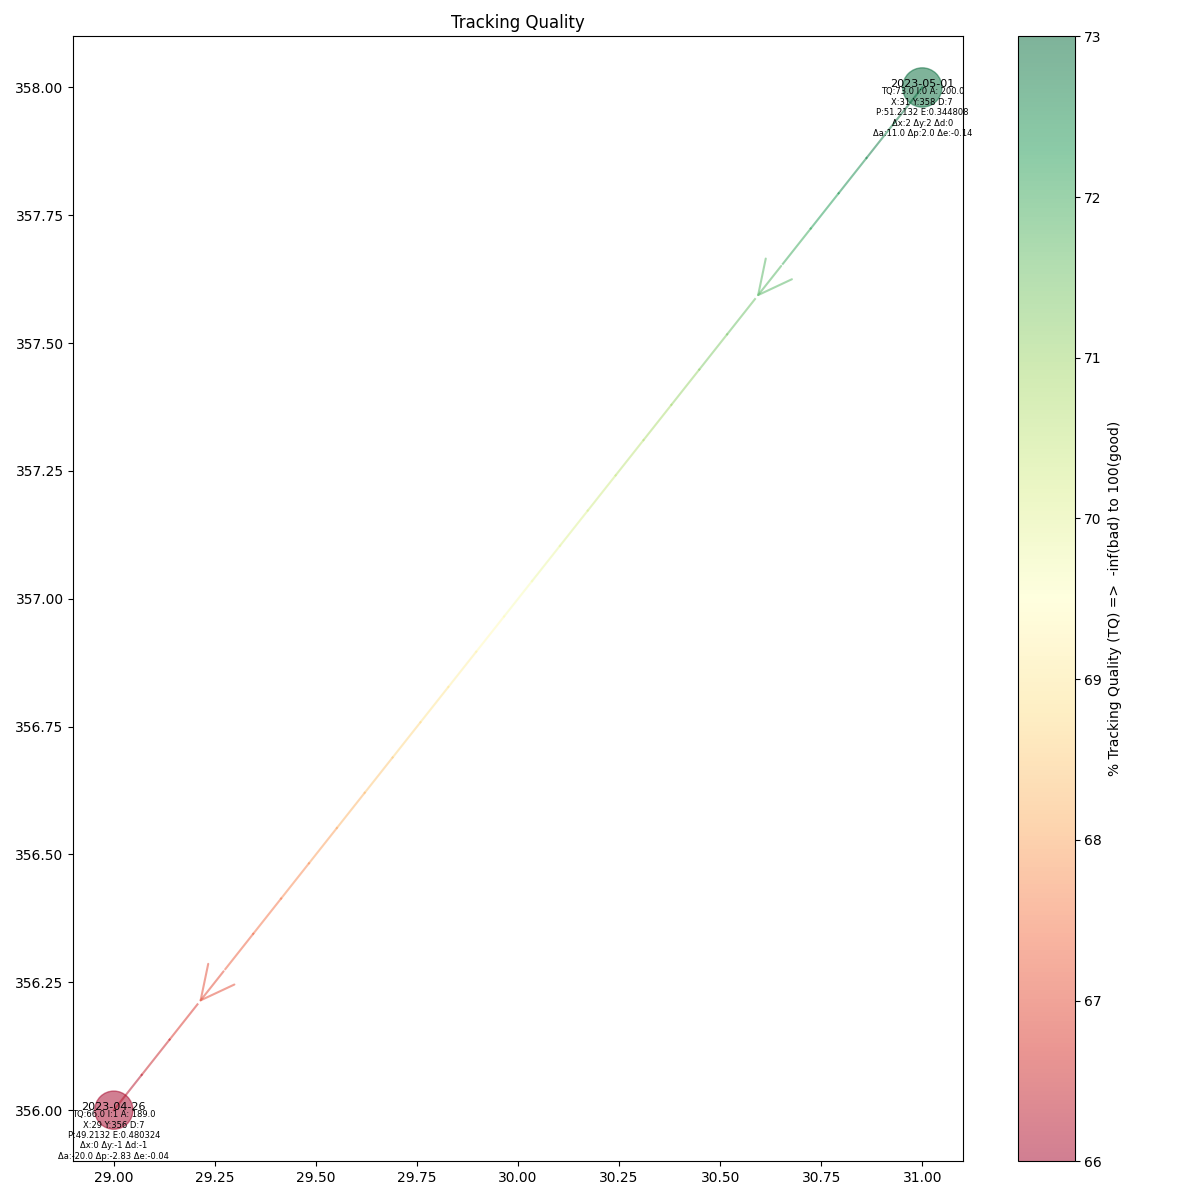 Tracking Quality
358.00
357.75
357.50
357.25
357.00
356.75
356.50
356.25
356.00
2023-05-01
TQ:73.0 I:0 A: 200.0
X:31 Y:358 D:7
P:51.2132 E:0.344808
Δx:2 Δy:2 Δd:0
Δa:11.0 Δp:2.0 Δe:-0.14
2023-04-26
TQ:66.0 I:1 A: 189.0
X:29 Y:356 D:7
P:49.2132 E:0.480324
Δx:0 Δy:-1 Δd:-1
Δa:-20.0 Δp:-2.83 Δe:-0.04
29.00 29.25 29.50 29.75 30.00 30.25 30.50 30.75 31.00
73
72
71
70
69
68
67
66
% Tracking Quality (TQ) => -inf(bad) to 100(good)